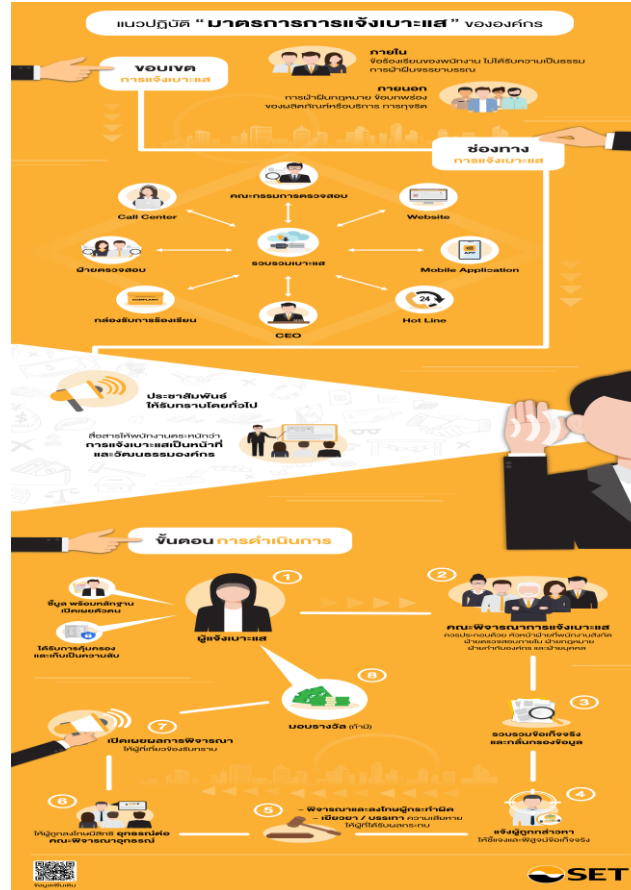 แนวปฏิบัติ “ มาตรการการแจ้งเบาะแส ” ขององค์กร
ขอบเขต
การแจ้งเบาะแส
ภายใน
ข้อร้องเรียนของพนักงาน ไม่ได้รับความเป็นธรรม
การฝ่าฝืนจรรยาบรรณ
ภายนอก
การฝ่าฝืนกฎหมาย ข้อบกพร่อง
ของผลิตภัณฑ์หรือบริการ การทุจริต
ช่องทาง
การแจ้งเบาะแส
คณะกรรมการตรวจสอบ
Call Center
Website
ฝ่ายตรวจสอบ
รวบรวมเบาะแส
Mobile Application
APP
กล่องรับการร้องเรียน
COMPLAINT
CEO
24
Hot Line
ประชาสัมพันธ์
ให้รับทราบโดยทั่วไป
สื่อสารให้พนักงานตระหนักว่า
การแจ้งเบาะแสเป็นหน้าที่
และวัฒนธรรมองค์กร
ขั้นตอนการดำเนินการ
1
ชี้มูล พร้อมหลักฐาน
เปิดเผยตัวตน
ผู้แจ้งเบาะแส
ได้รับการคุ้มครอง
และเก็บเป็นความลับ
2
คณะพิจารณาการแจ้งเบาะแส
ควรประกอบด้วย หัวหน้าฝ่ายที่พนักงานสังกัด
ฝ่ายตรวจสอบภายใน ฝ่ายกฎหมาย
ฝ่ายกำกับองค์กร และฝ่ายบุคคล
3
รวบรวมข้อเท็จจริง
และกลั่นกรองข้อมูล
4
แจ้งผู้ถูกกล่าวหา
ให้ชี้แจงและพิสูจน์ข้อเท็จจริง
5
- พิจารณาและลงโทษผู้กระทำผิด
- เยียวยา / บรรเทา ความเสียหาย
ให้ผู้ที่ได้รับผลกระทบ
6
ให้ผู้ถูกลงโทษมีสิทธิ์ อุทธรณ์ต่อ
คณะพิจารณาอุทธรณ์
7
เปิดเผยผลการพิจารณา
ให้ผู้ที่เกี่ยวข้องรับทราบ
8
มอบรางวัล (ถ้ามี)
ข้อมูลเพิ่มเติม
SET